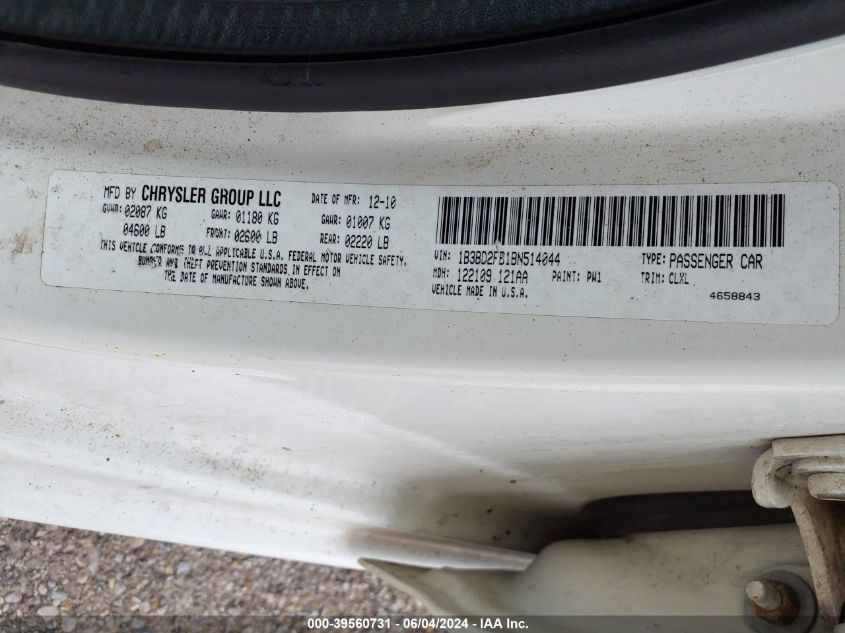 MFD BY CHRYSLER GROUP LLC DATE OF MFR: 12-10
GVWR: 02087 KG GAWR: 01180 KG GAWR: 01007 KG
04600 LB FRONT: 02600 LB REAR: 02220 LB
THIS VEHICLE CONFORMS TO ALL APPLICABLE U.S.A. FEDERAL MOTOR VEHICLE SAFETY,
BUMPER AND THEFT PREVENTION STANDARDS IN EFFECT ON
THE DATE OF MANUFACTURE SHOWN ABOVE.
VIN: 1B3BD2FB1BN514044 TYPE: PASSENGER CAR
MDH: 122109 121AA PAINT: PW1 TRIM: CLXL
VEHICLE MADE IN U.S.A.
4658843
000-39560731 - 06/04/2024 - IAAI.com